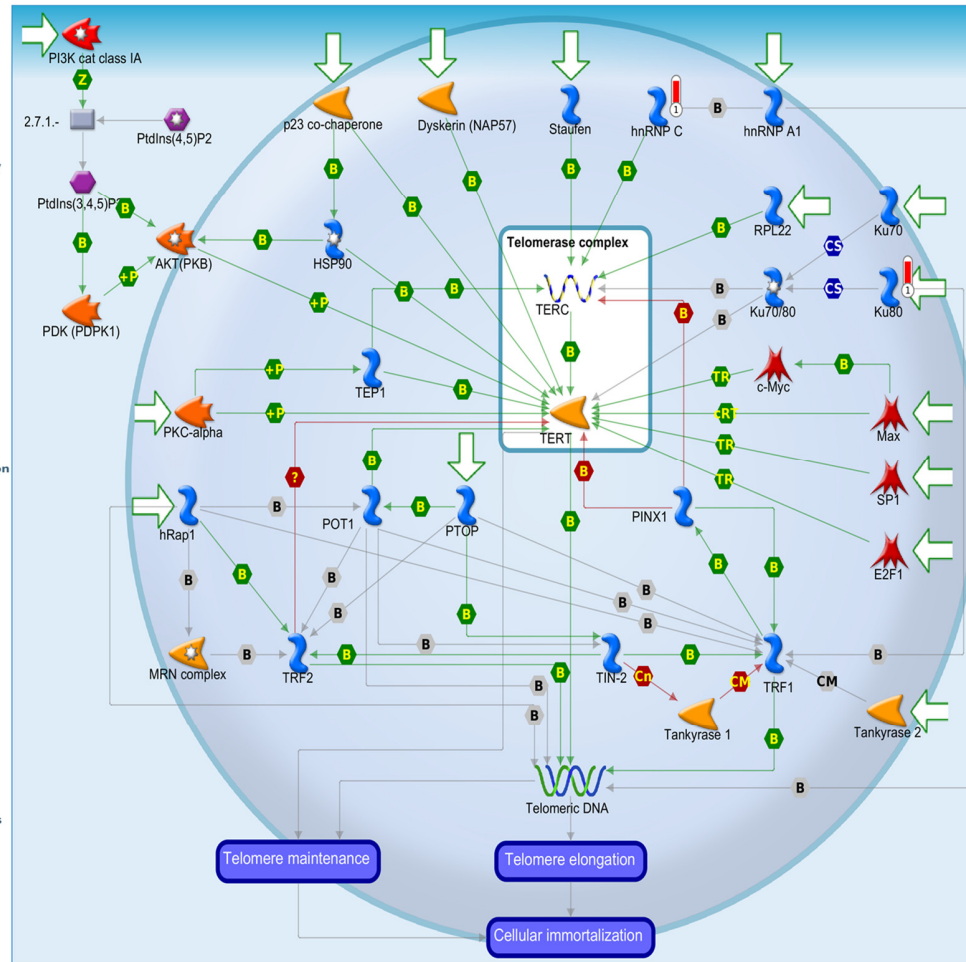 PI3K cat class IA
Z
2.7.1.-
PtdIns(4,5)P2
p23 co-chaperone
Dyskerin (NAP57)
Staufen
hnRNP C
1
B
hnRNP A1
PtdIns(3,4,5)P
B
B
B
B
B
B
B
B
RPL22
Ku70
CS
Telomerase complex
AKT(PKB)
B
HSP90
+P
+P
B
B
TERC
B
Ku70/80
CS
1
Ku80
PDK (PDPK1)
B
B
B
TEP1
+P
B
TR
c-Myc
B
PKC-alpha
+P
TERT
cRT
Max
TR
TR
SP1
?
B
B
hRap1
B
POT1
B
PTOP
B
PINX1
E2F1
B
B
B
B
B
B
B
B
B
B
MRN complex
B
TRF2
B
B
TIN-2
B
Cn
CM
TRF1
CM
B
B
B
B
Tankyrase 1
Tankyrase 2
B
Telomeric DNA
B
Telomere maintenance
Telomere elongation
Cellular immortalization
on
s